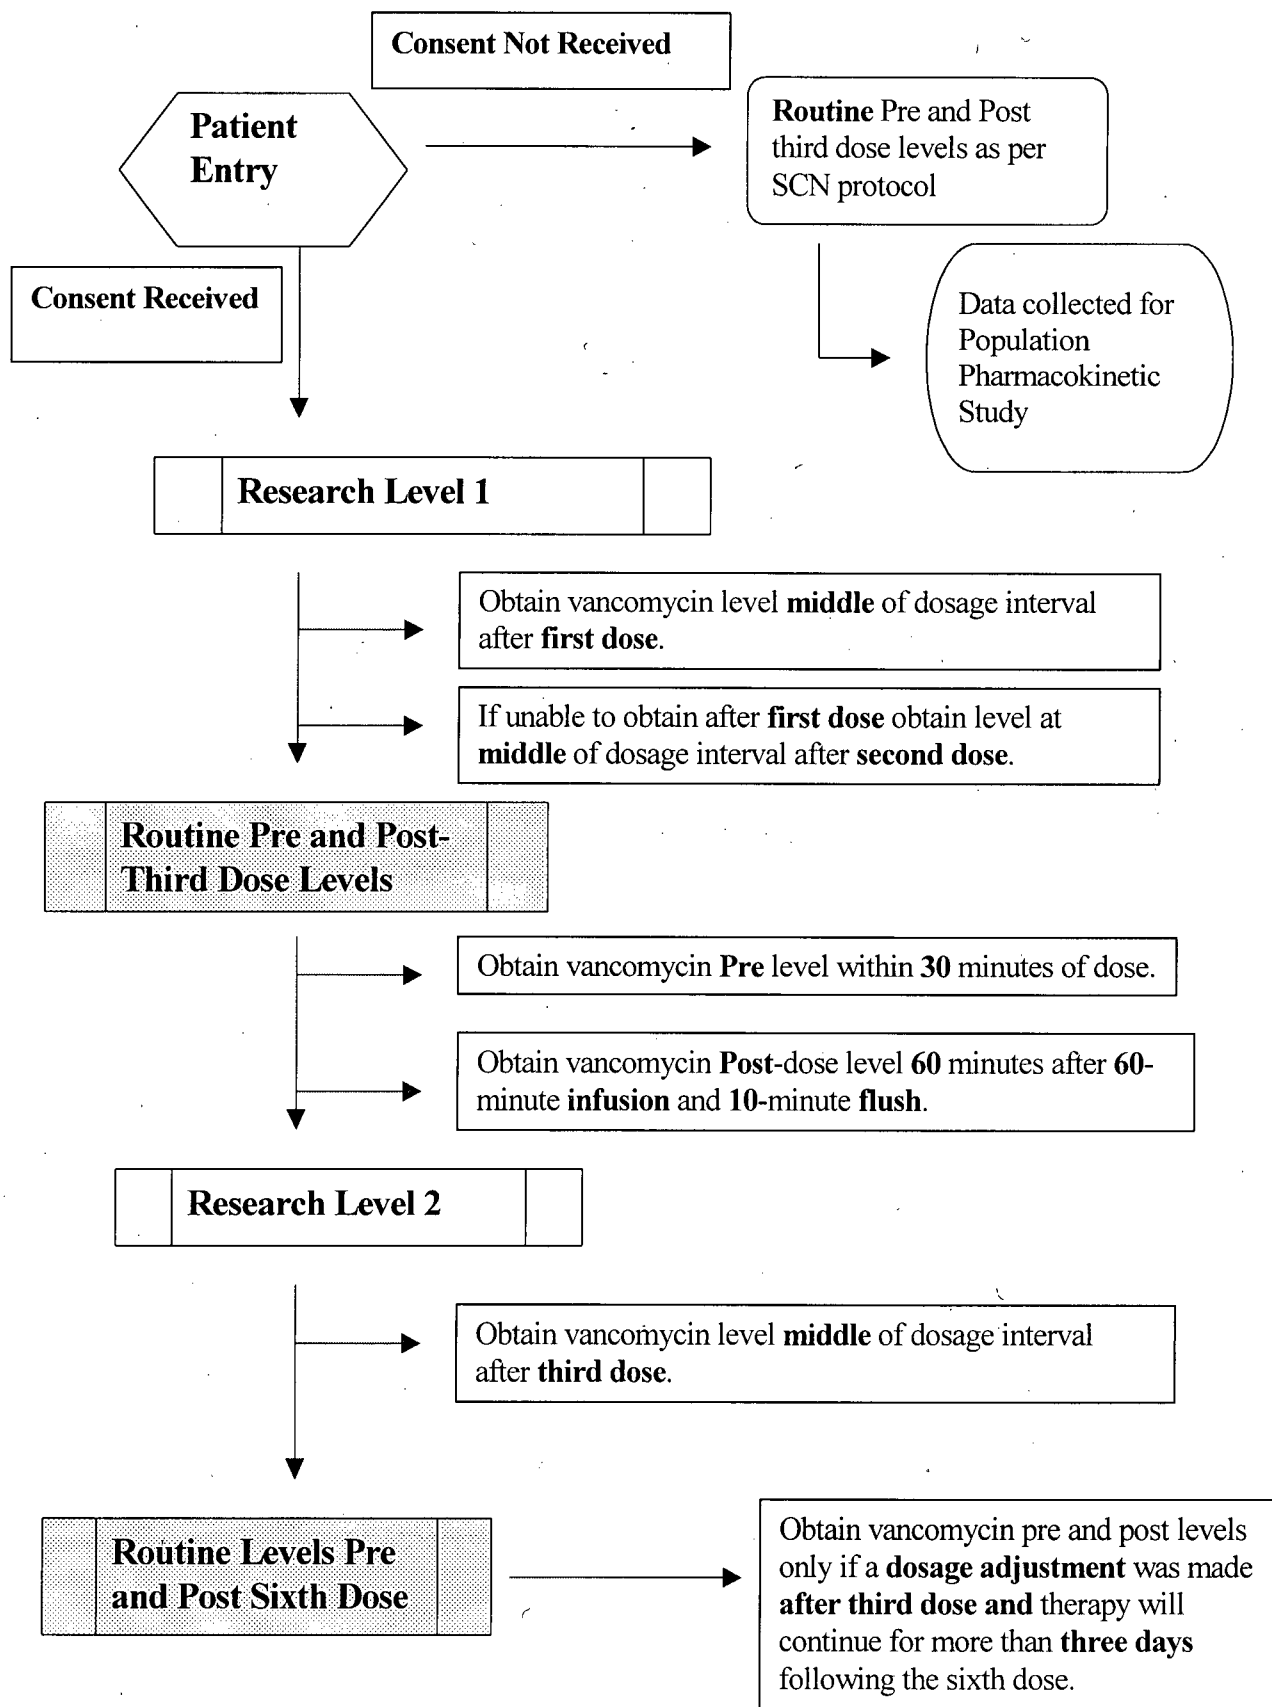 Consent Not Received
Patient
Entry
Routine Pre and Post
third dose levels as per
SCN protocol
Consent Received
Data collected for
Population
Pharmacokinetic
Study
Research Level 1
Obtain vancomycin level middle of dosage interval
after first dose.
If unable to obtain after first dose obtain level at
middle of dosage interval after second dose.
Routine Pre and Post-
Third Dose Levels
Obtain vancomycin Pre level within 30 minutes of dose.
Obtain vancomycin Post-dose level 60 minutes after 60-
minute infusion and 10-minute flush.
Research Level 2
Obtain vancomycin level middle of dosage interval
after third dose.
Routine Levels Pre
and Post Sixth Dose
Obtain vancomycin pre and post levels
only if a dosage adjustment was made
after third dose and therapy will
continue for more than three days
following the sixth dose.